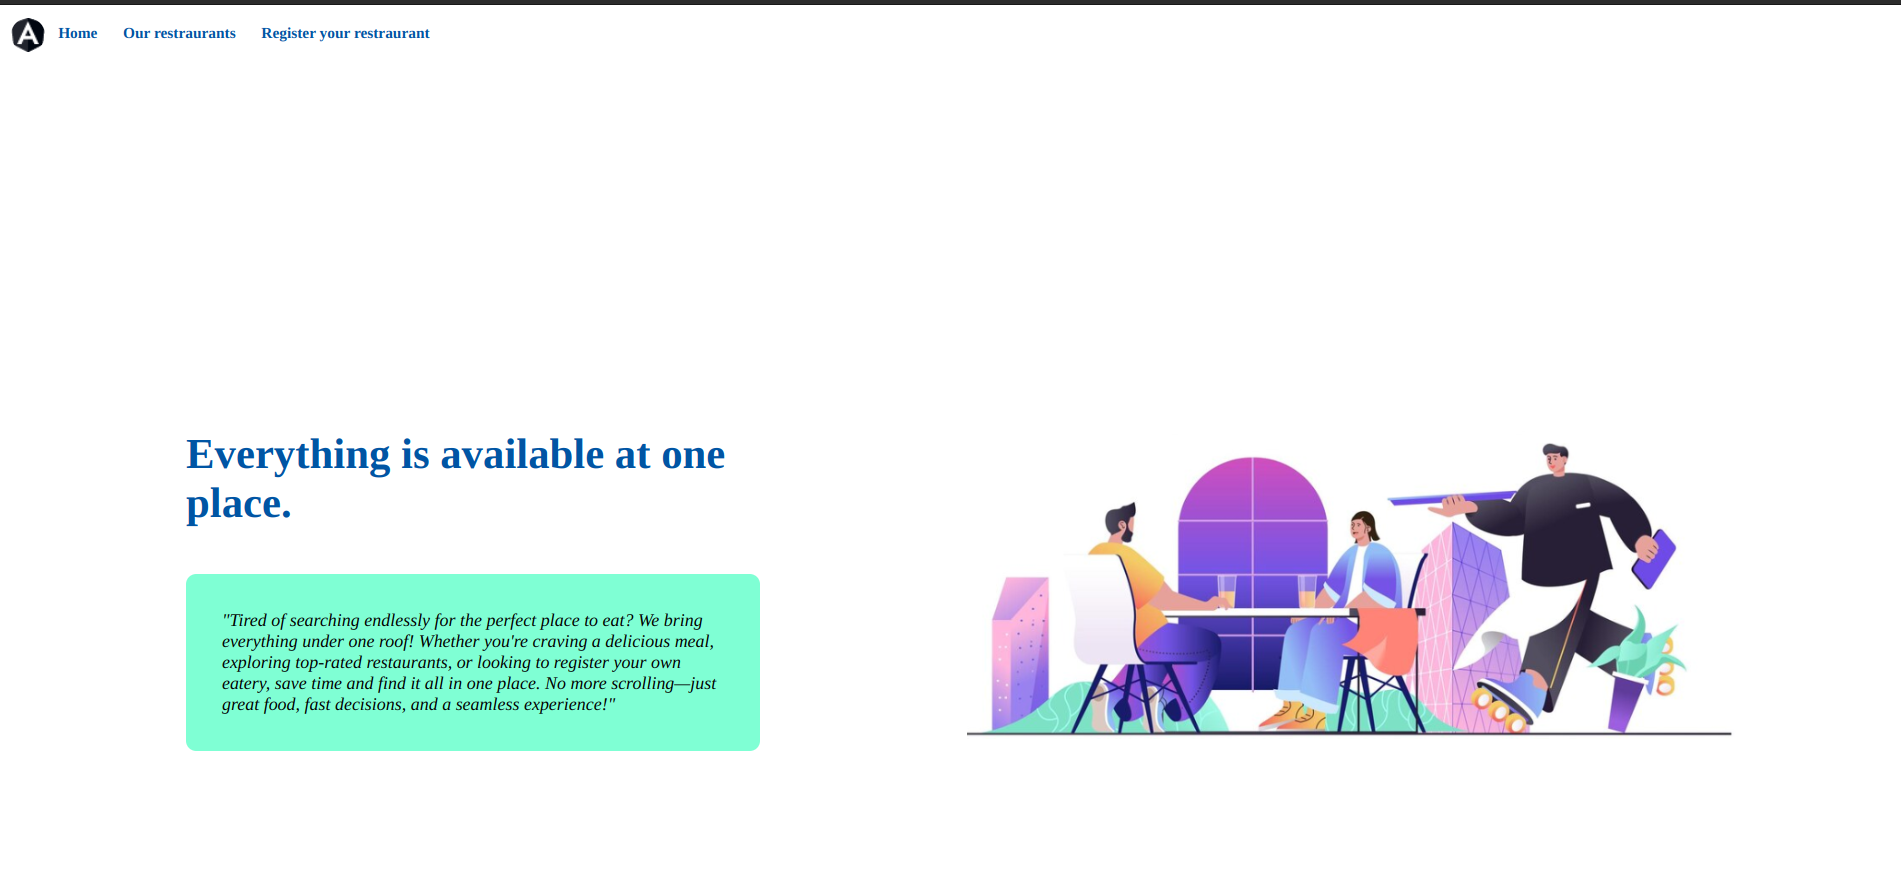 A
Home Our restraurants Register your restraurant
Everything is available at one
place.
"Tired of searching endlessly for the perfect place to eat? We bring
everything under one roof! Whether you're craving a delicious meal,
exploring top-rated restaurants, or looking to register your own
eatery, save time and find it all in one place. No more scrolling—just
great food, fast decisions, and a seamless experience!"